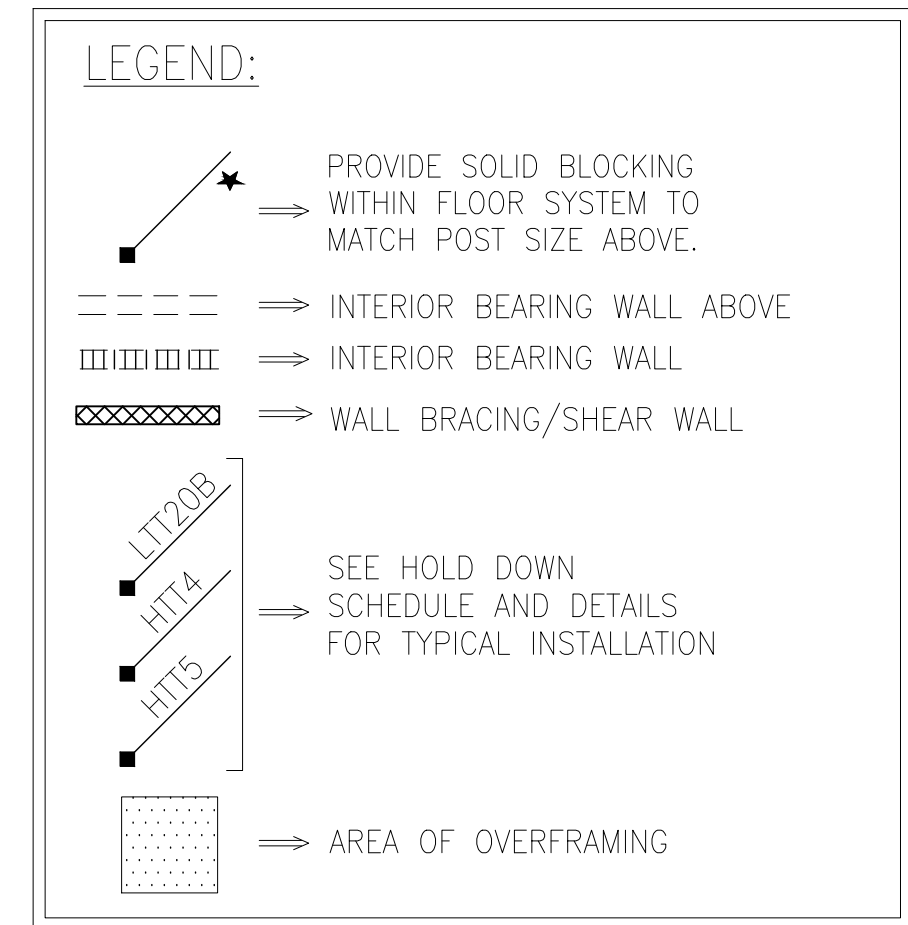 LEGEND:
PROVIDE SOLID BLOCKING
WITHIN FLOOR SYSTEM TO
MATCH POST SIZE ABOVE.
INTERIOR BEARING WALL ABOVE
INTERIOR BEARING WALL
WALL BRACING/SHEAR WALL
LTT20B
HTT4
HTT5
SEE HOLD DOWN
SCHEDULE AND DETAILS
FOR TYPICAL INSTALLATION
AREA OF OVERFRAMING